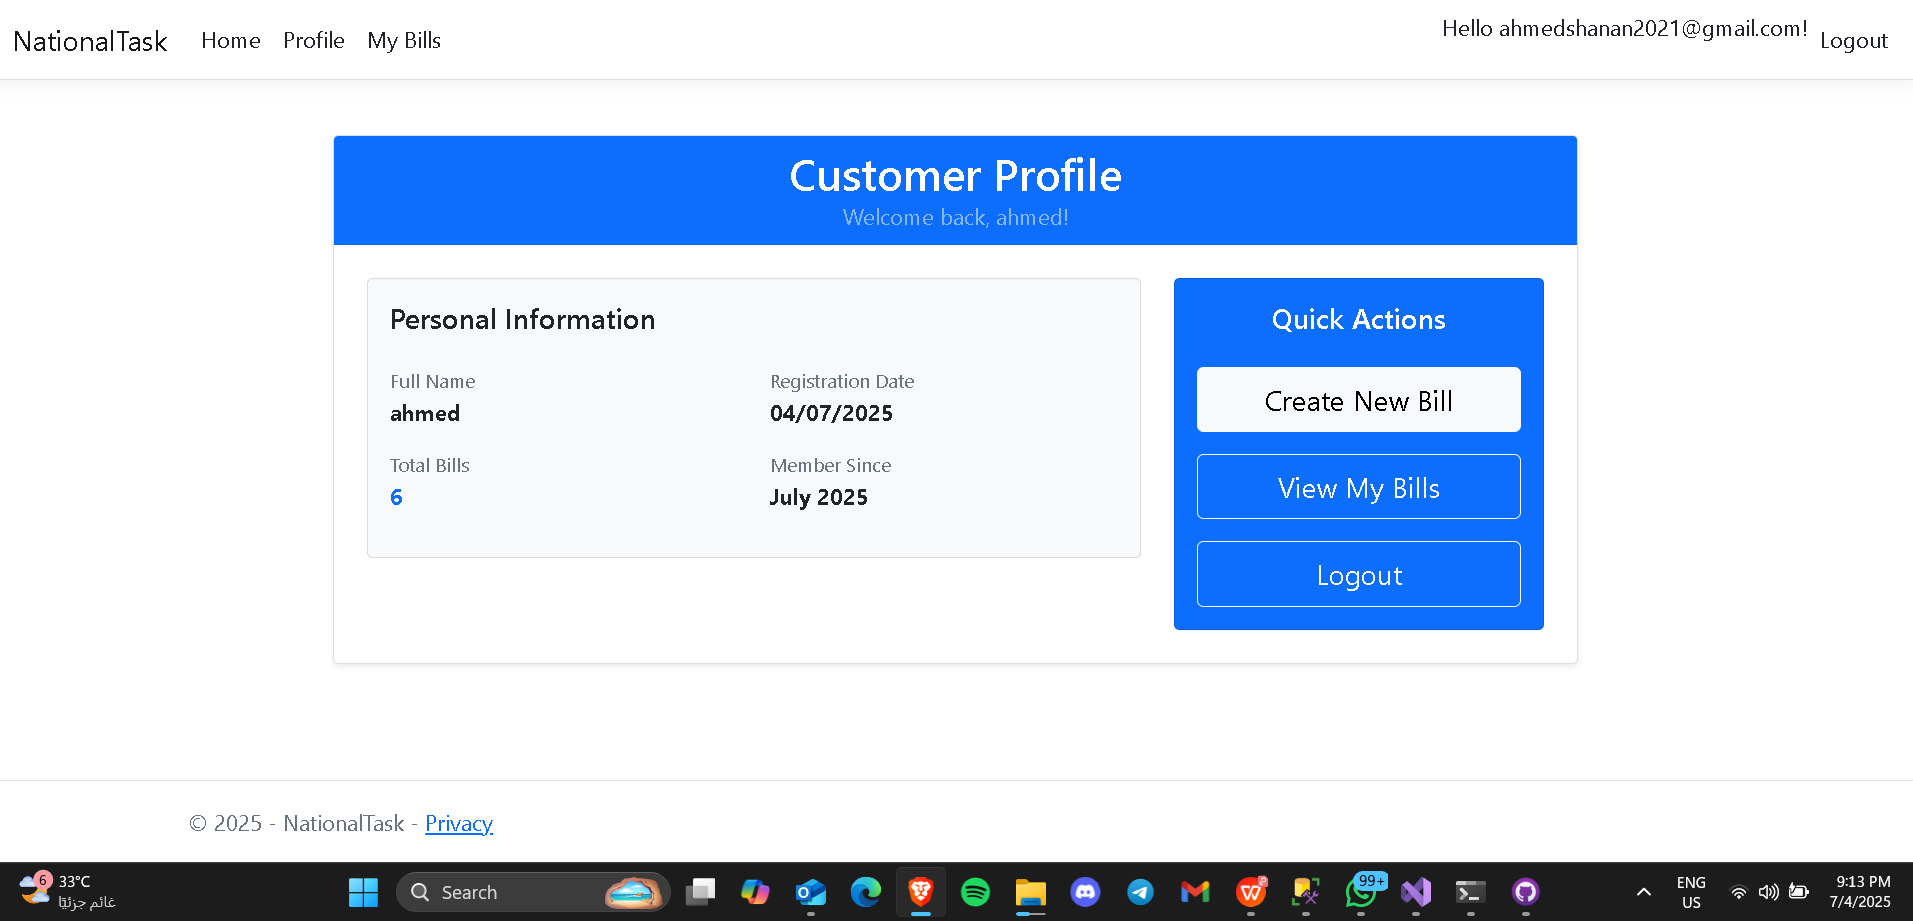 NationalTask Home Profile My Bills Hello ahmedshanan2021@gmail.com! Logout
Customer Profile
Welcome back, ahmed!
Personal Information
Full Name Registration Date
ahmed 04/07/2025
Total Bills Member Since
6 July 2025
Quick Actions
Create New Bill
View My Bills
Logout
© 2025 - NationalTask - Privacy
6 33°C
غائم جزئيًا
Search
99+
ENG
US
9:13 PM
7/4/2025